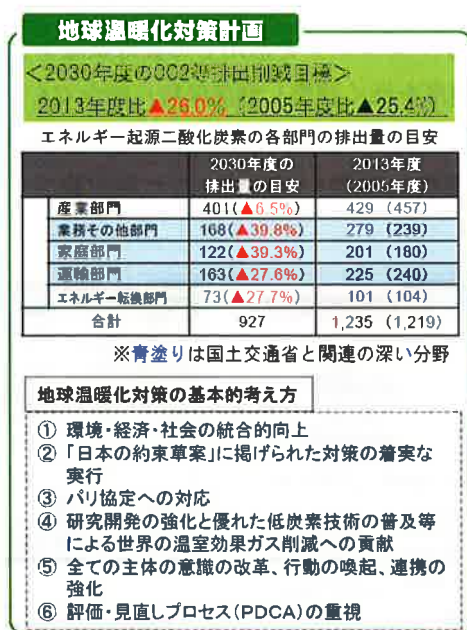 地球温暖化対策計画
＜2030年度のCO2等排出削減目標＞
2013年度比▲26.0%（2005年度比▲25.4%）
エネルギー起源二酸化炭素の各部門の排出量の目安
2030年度の排出量の目安 2013年度（2005年度）
産業部門 401(▲6.5%) 429 (457)
業務その他部門 168(▲39.8%) 279 (239)
家庭部門 122(▲39.3%) 201 (180)
運輸部門 163(▲27.6%) 225 (240)
エネルギー転換部門 73(▲27.7%) 101 (104)
合計 927 1,235 (1,219)
※青塗りは国土交通省と関連の深い分野
地球温暖化対策の基本的考え方
① 環境・経済・社会の統合的向上
② 「日本の約束草案」に掲げられた対策の着実な
実行
③ パリ協定への対応
④ 研究開発の強化と優れた低炭素技術の普及等
による世界の温室効果ガス削減への貢献
⑤ 全ての主体の意識の改革、行動の喚起、連携の
強化
⑥ 評価・見直しプロセス(PDCA)の重視